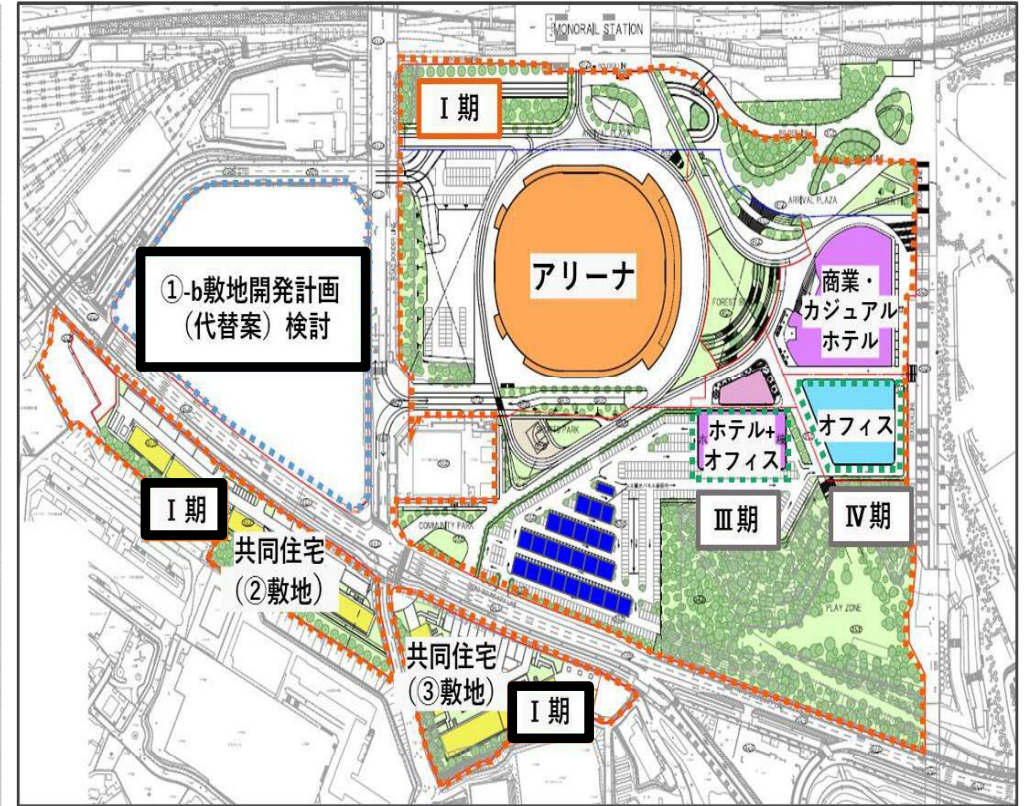 MONORAIL STATION
Ⅰ期
ARRIVAL PLAZA
ARRIVAL PLAZA
アリーナ
①-b敷地開発計画
（代替案）検討
商業・
カジュアル
ホテル
ホテル+
オフィス
オフィス
Ⅲ期
Ⅳ期
Ⅰ期
COMMUNITY PARK
共同住宅
（②敷地）
PLAY ZONE
共同住宅
（③敷地）
Ⅰ期